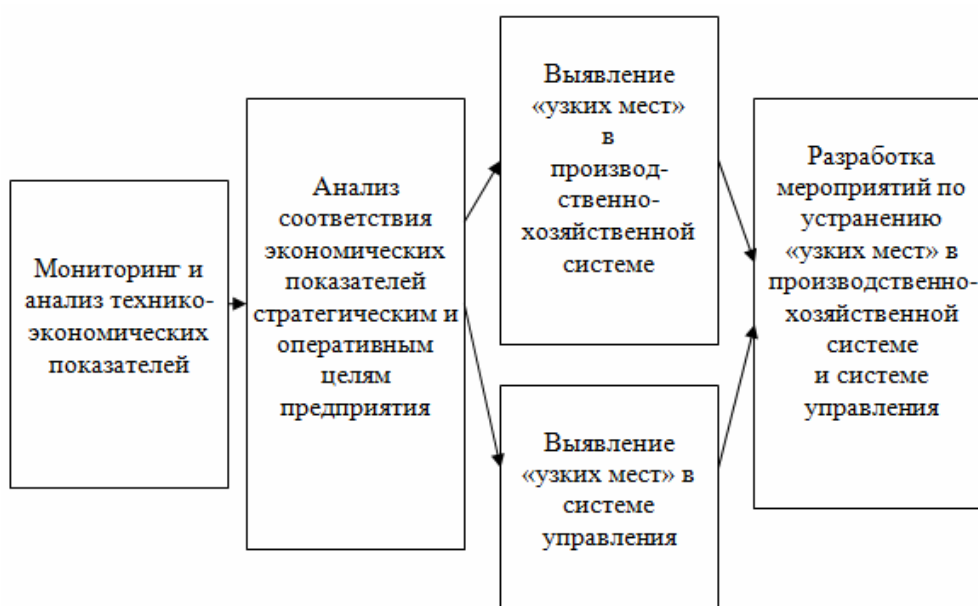 Мониторинг и
анализ технико-
экономических
показателей
Анализ
соответствия
экономических
показателей
стратегическим и
оперативным
целям
предприятия
Выявление
«узких мест»
в
производ-
ственно-
хозяйственной
системе
Выявление
«узких мест» в
системе
управления
Разработка
мероприятий по
устранению
«узких мест» в
производственно-
хозяйственной
системе
и системе
управления